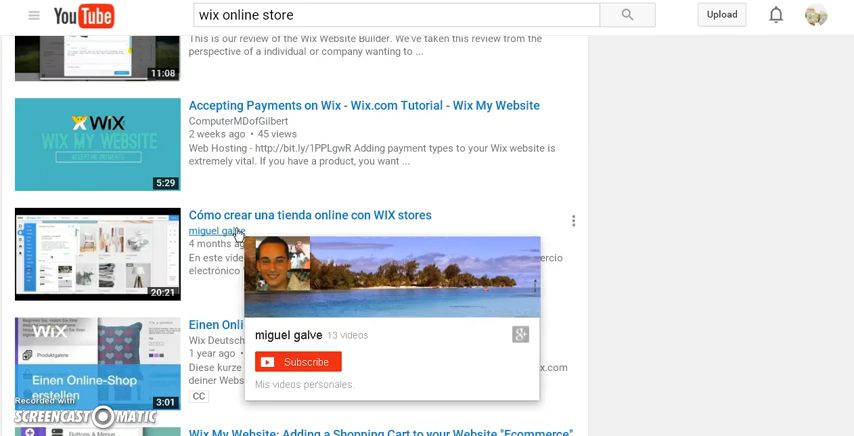 YouTube
wix online store
Upload
This is our review of the Wix Website Builder. We've taken this review from the
perspective of a individual or company wanting to ...
11:08
Accepting Payments on Wix - Wix.com Tutorial - Wix My Website
ComputerMDofGilbert
2 weeks ago • 45 views
Web Hosting - http://bit.ly/1PPLgwR Adding payment types to your Wix website is
extremely vital. If you have a product, you want ...
WiX
WIX MY WEBSITE
ACCEPTING PAYMENTS
5:29
Cómo crear una tienda online con WIX stores
miguel galve
4 months ag
En este víde
ercio
electrónico
20:21
miguel galve 13 videos
Subscribe
Mis videos personales.
Einen Onli
Wix Deutsch
1 year ago •
Diese kurze
x.com
deiner Webs
CC
WiX
Produktgalerie
Einen Online-Shop
erstellen
3:01
Recorded with
SCREENCAST MATIC
Buttons & Menus
Wix My Website: Adding a Shopping Cart to your Website "Ecommerce"